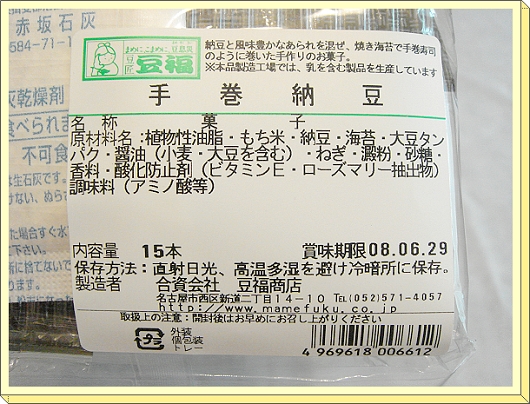 赤坂石灰
584-71-1
灰乾燥剤
食べられま
不可食
まめにこまめに 豆菓子
豆匠 豆福
納豆と風味豊かなあられを混ぜ、焼き海苔で手巻寿司
のように巻いた手作りのお菓子。
※本品製造工場では、乳を含む製品を生産しています
手巻納豆
名称 菓子
原材料名：植物性油脂・もち米・納豆・海苔・大豆タン
パク・醤油（小麦・大豆を含む）・ねぎ・澱粉・砂糖・
香料・酸化防止剤（ビタミンE・ローズマリー抽出物）
調味料（アミノ酸等）
内容量 15本 賞味期限08.06.29
保存方法：直射日光、高温多湿を避け冷暗所に保存。
製造者 合資会社 豆福商店
名古屋市西区新道二丁目14-10 TEL(052)571-4057
http://www.mamefuku.co.jp
取扱上の注意：開封後はお早めにお召し上がりください
プラ
外装
個包装
トレー
4 969618 006612